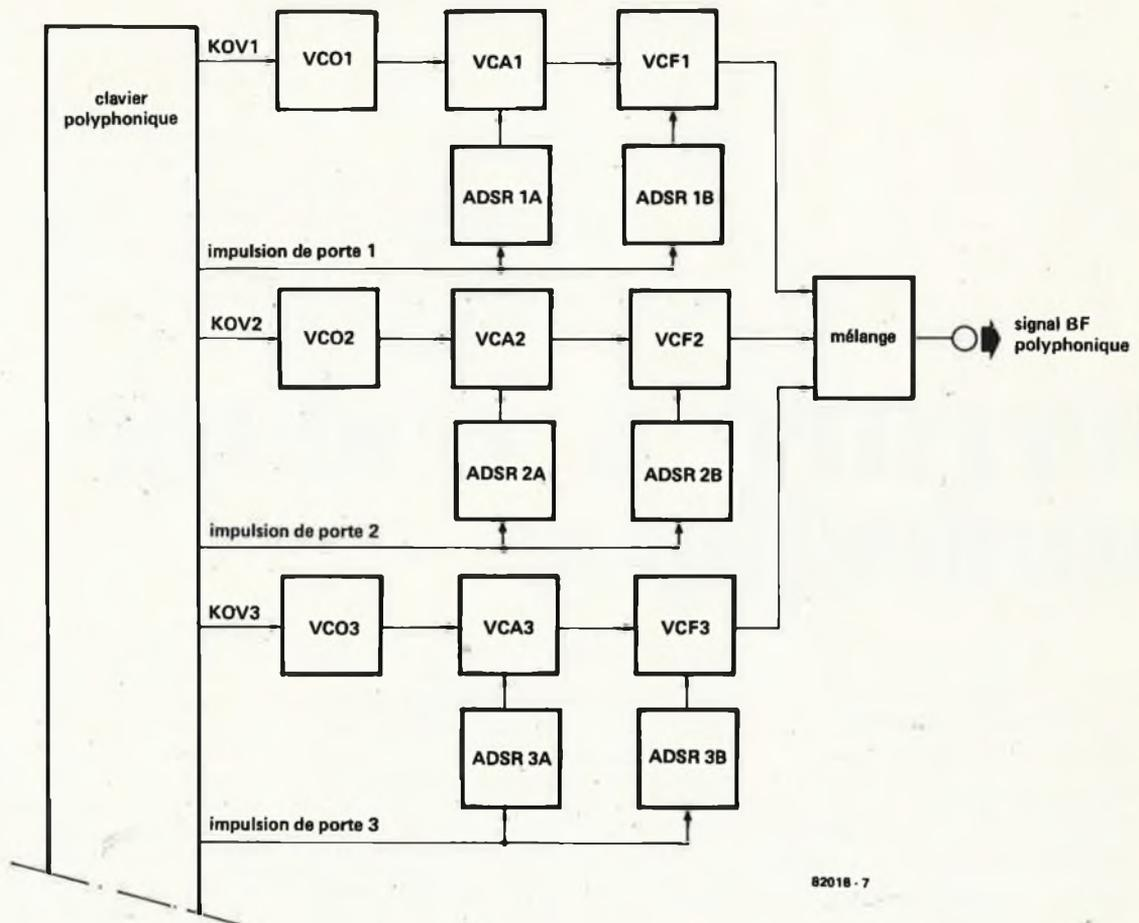 clavier
polyphonique
KOV1
VCO1
VCA1
VCF1
ADSR 1A
ADSR 1B
impulsion de porte 1
KOV2
VCO2
VCA2
VCF2
mélange
signal BF
polyphonique
ADSR 2A
ADSR 2B
impulsion de porte 2
KOV3
VCO3
VCA3
VCF3
ADSR 3A
ADSR 3B
impulsion de porte 3
82018 - 7